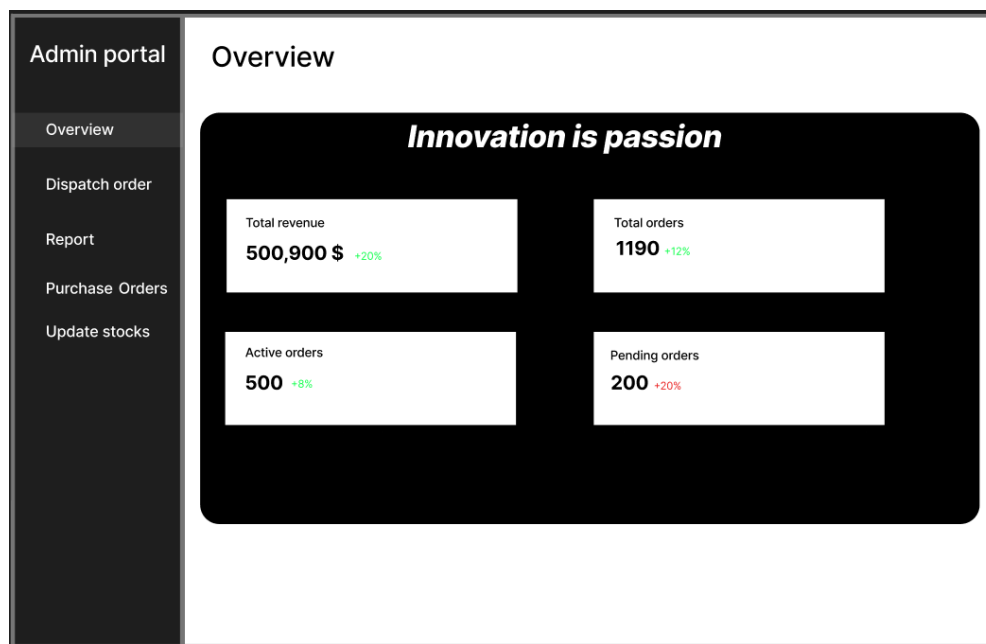 Admin portal
Overview
Dispatch order
Report
Purchase Orders
Update stocks
Overview
Innovation is passion
Total revenue
500,900 $ +20%
Total orders
1190 +12%
Active orders
500 +8%
Pending orders
200 +20%